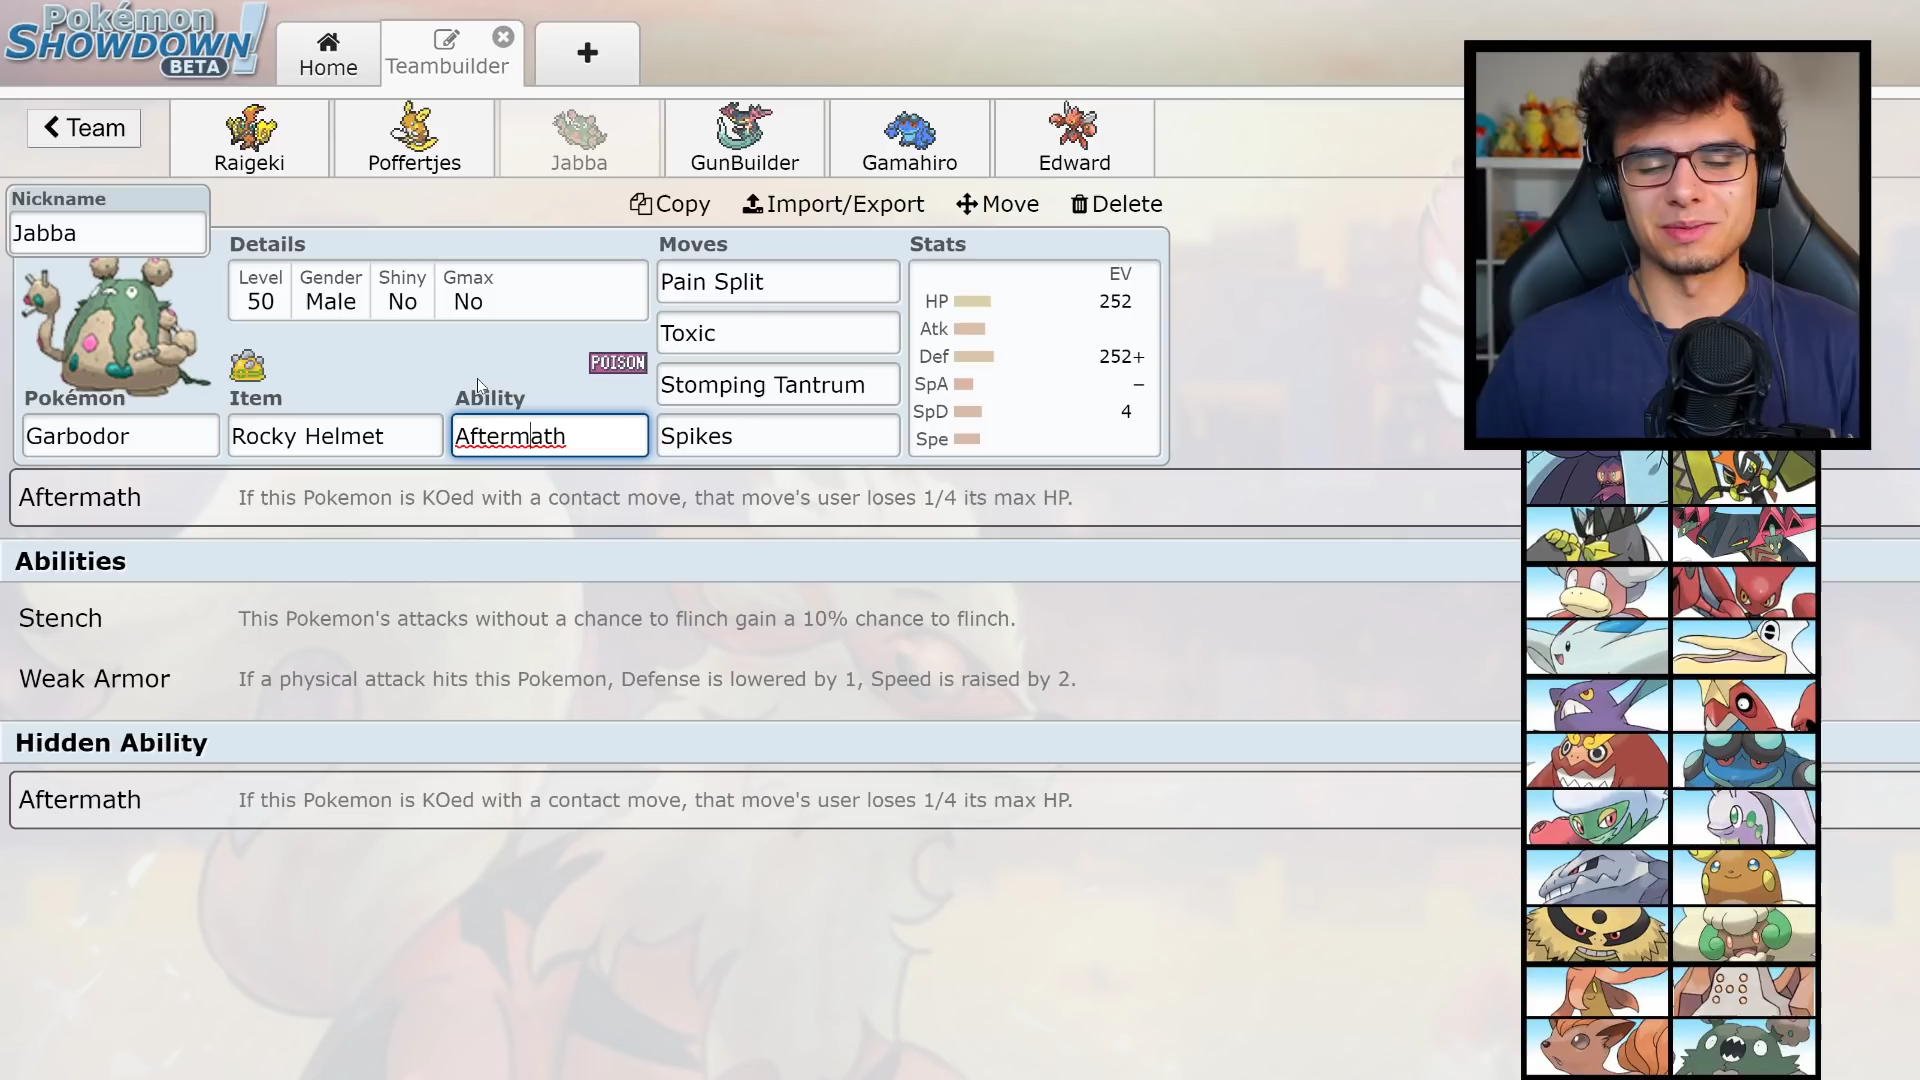 Pokémon
SHOWDOWN!
BETA
Home
Teambuilder
Team
Raigeki
Poffertjes
Jabba
GunBuilder
Gamahiro
Edward
Nickname
Jabba
Copy
Import/Export
Move
Delete
Details
Level
Gender
Shiny
Gmax
50
Male
No
No
POISON
Pokémon
Item
Ability
Garbodor
Rocky Helmet
Aftermath
Moves
Pain Split
Toxic
Stomping Tantrum
Spikes
Stats
EV
HP 252
Atk
Def 252+
SpA –
SpD 4
Spe
Aftermath If this Pokemon is KOed with a contact move, that move's user loses 1/4 its max HP.
Abilities
Stench This Pokemon's attacks without a chance to flinch gain a 10% chance to flinch.
Weak Armor If a physical attack hits this Pokemon, Defense is lowered by 1, Speed is raised by 2.
Hidden Ability
Aftermath If this Pokemon is KOed with a contact move, that move's user loses 1/4 its max HP.